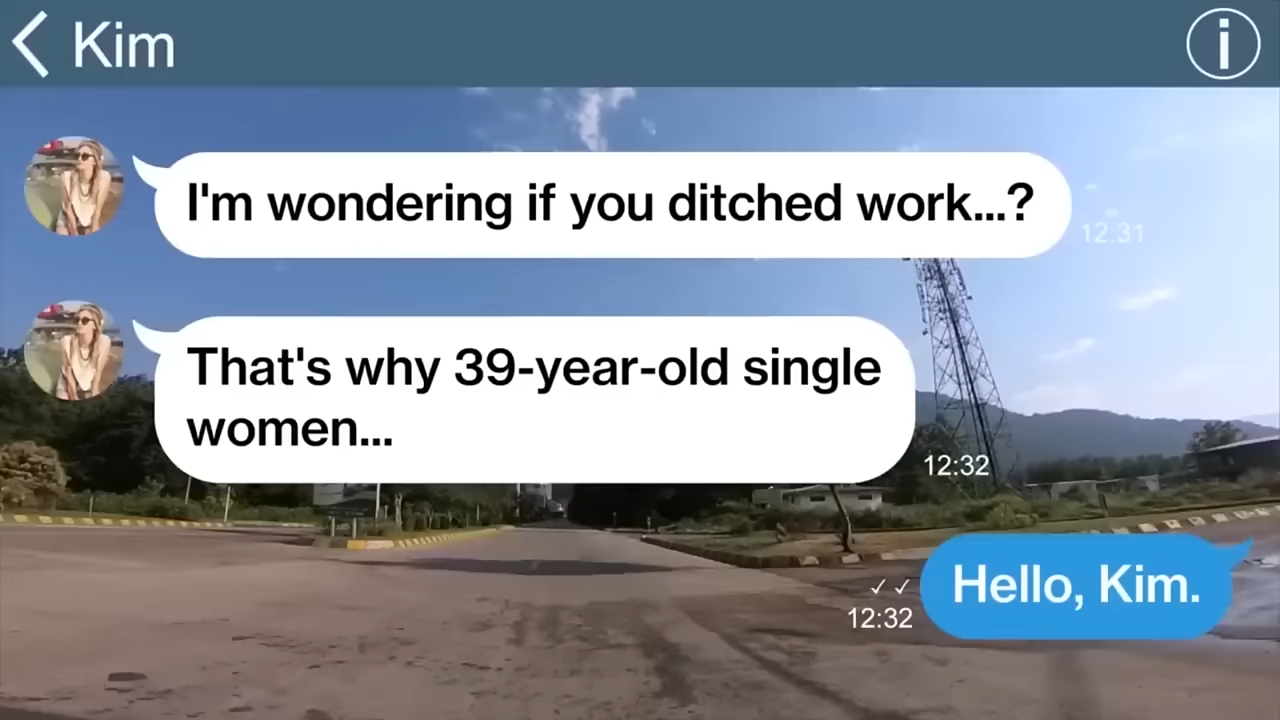 Kim
I'm wondering if you ditched work...?
12:31
That's why 39-year-old single
women...
12:32
Hello, Kim.
12:32